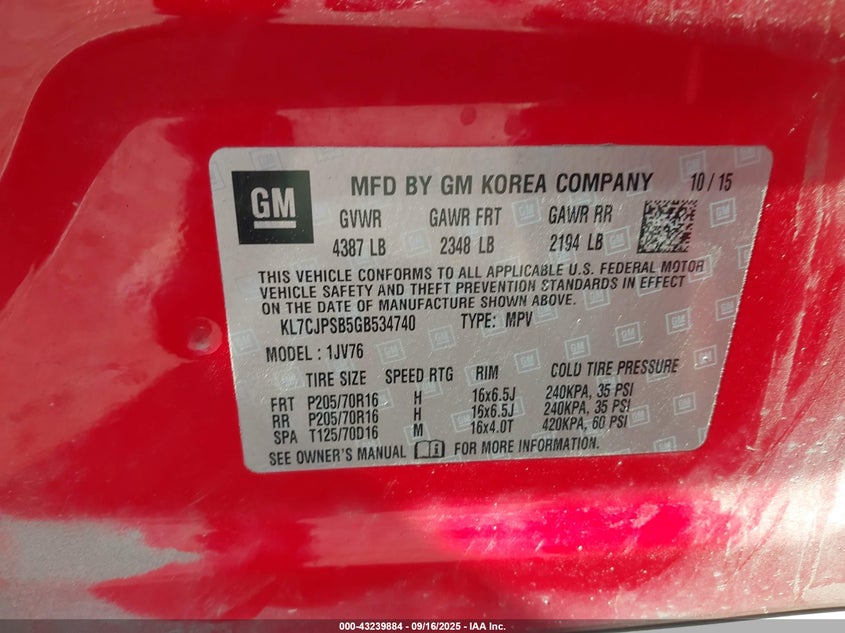 GM
MFD BY GM KOREA COMPANY 10 / 15
GVWR GAWR FRT GAWR RR
4387 LB 2348 LB 2194 LB
THIS VEHICLE CONFORMS TO ALL APPLICABLE U.S. FEDERAL MOTOR
VEHICLE SAFETY AND THEFT PREVENTION STANDARDS IN EFFECT
ON THE DATE OF MANUFACTURE SHOWN ABOVE.
KL7CJPSB5GB534740 TYPE: MPV
MODEL : 1JV76
TIRE SIZE SPEED RTG RIM COLD TIRE PRESSURE
FRT P205/70R16 H 16x6.5J 240KPA, 35 PSI
RR P205/70R16 H 16x6.5J 240KPA, 35 PSI
SPA T125/70D16 M 16x4.0T 420KPA, 60 PSI
SEE OWNER'S MANUAL FOR MORE INFORMATION.
000-43239884 - 09/16/2025 - IAA Inc.